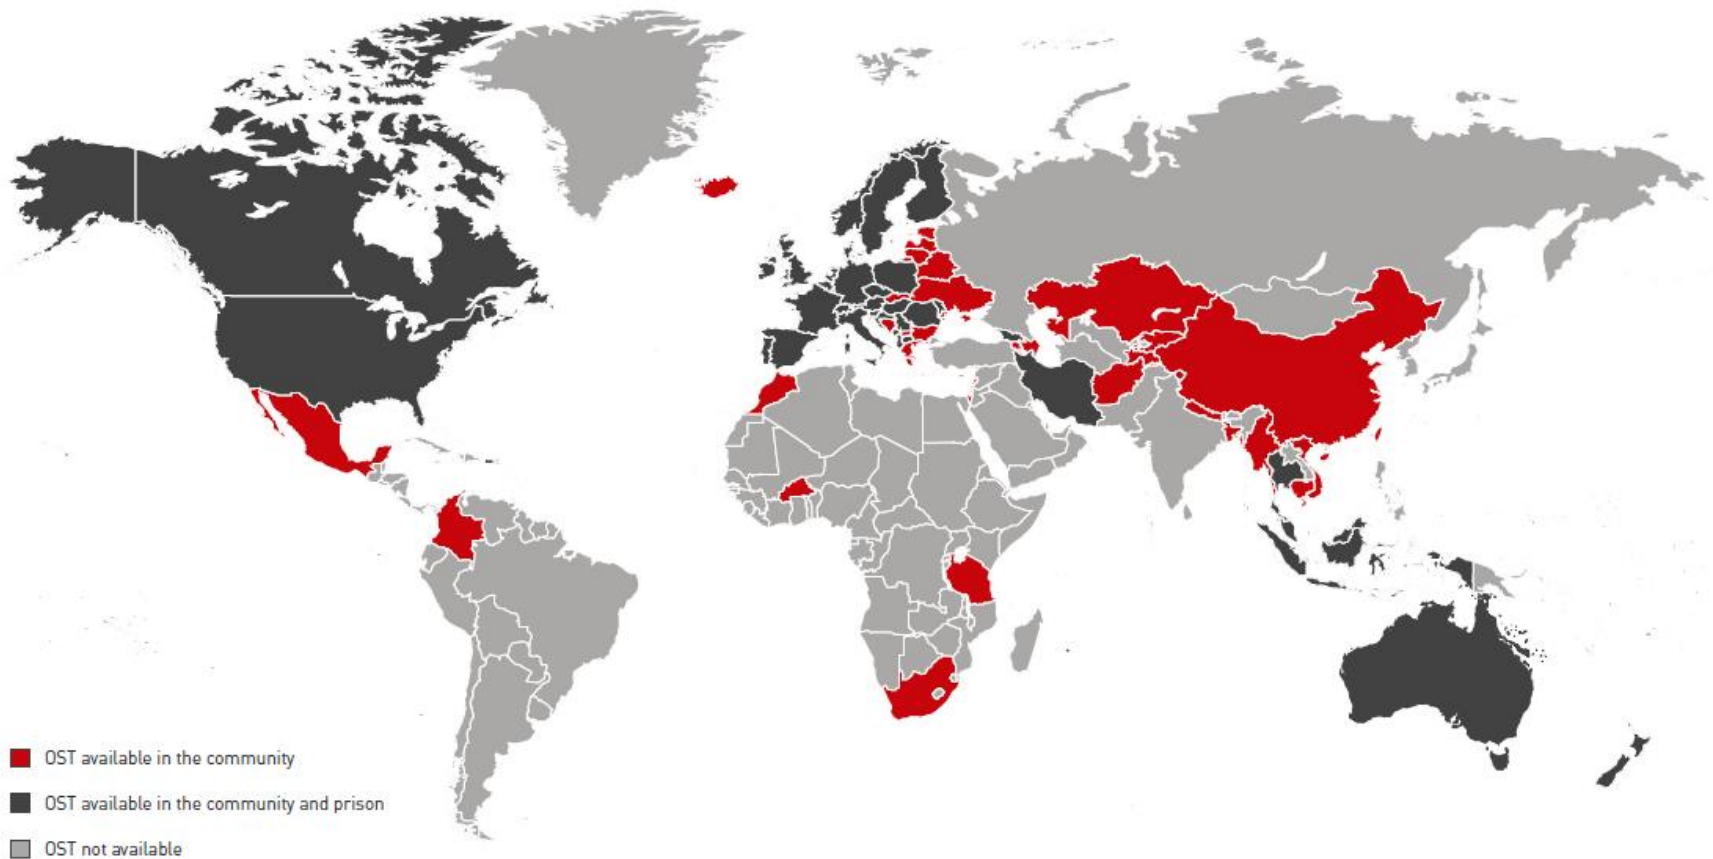 OST available in the community
OST available in the community and prison
OST not available